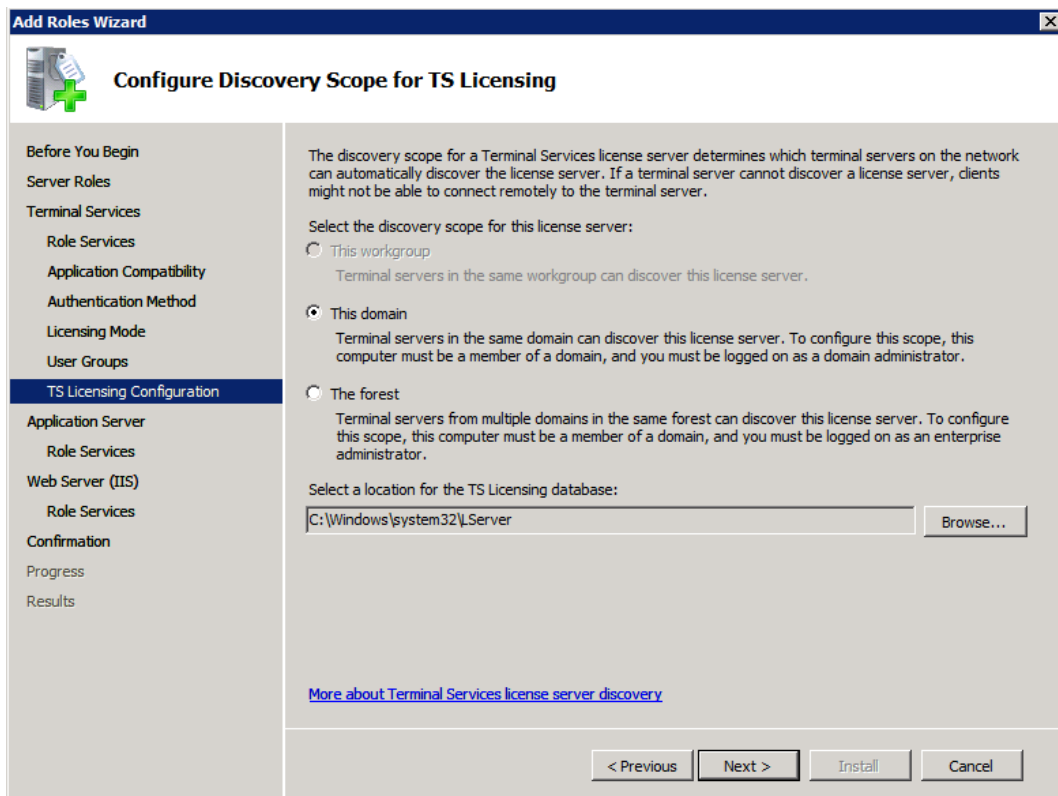 Add Roles Wizard
Configure Discovery Scope for TS Licensing
Before You Begin
Server Roles
Terminal Services
Role Services
Application Compatibility
Authentication Method
Licensing Mode
User Groups
TS Licensing Configuration
Application Server
Role Services
Web Server (IIS)
Role Services
Confirmation
Progress
Results
The discovery scope for a Terminal Services license server determines which terminal servers on the network
can automatically discover the license server. If a terminal server cannot discover a license server, clients
might not be able to connect remotely to the terminal server.
Select the discovery scope for this license server:
This workgroup
Terminal servers in the same workgroup can discover this license server.
This domain
Terminal servers in the same domain can discover this license server. To configure this scope, this
computer must be a member of a domain, and you must be logged on as a domain administrator.
The forest
Terminal servers from multiple domains in the same forest can discover this license server. To configure
this scope, this computer must be a member of a domain, and you must be logged on as an enterprise
administrator.
Select a location for the TS Licensing database:
C:\Windows\system32\LServer
Browse...
More about Terminal Services license server discovery
< Previous
Next >
Install
Cancel